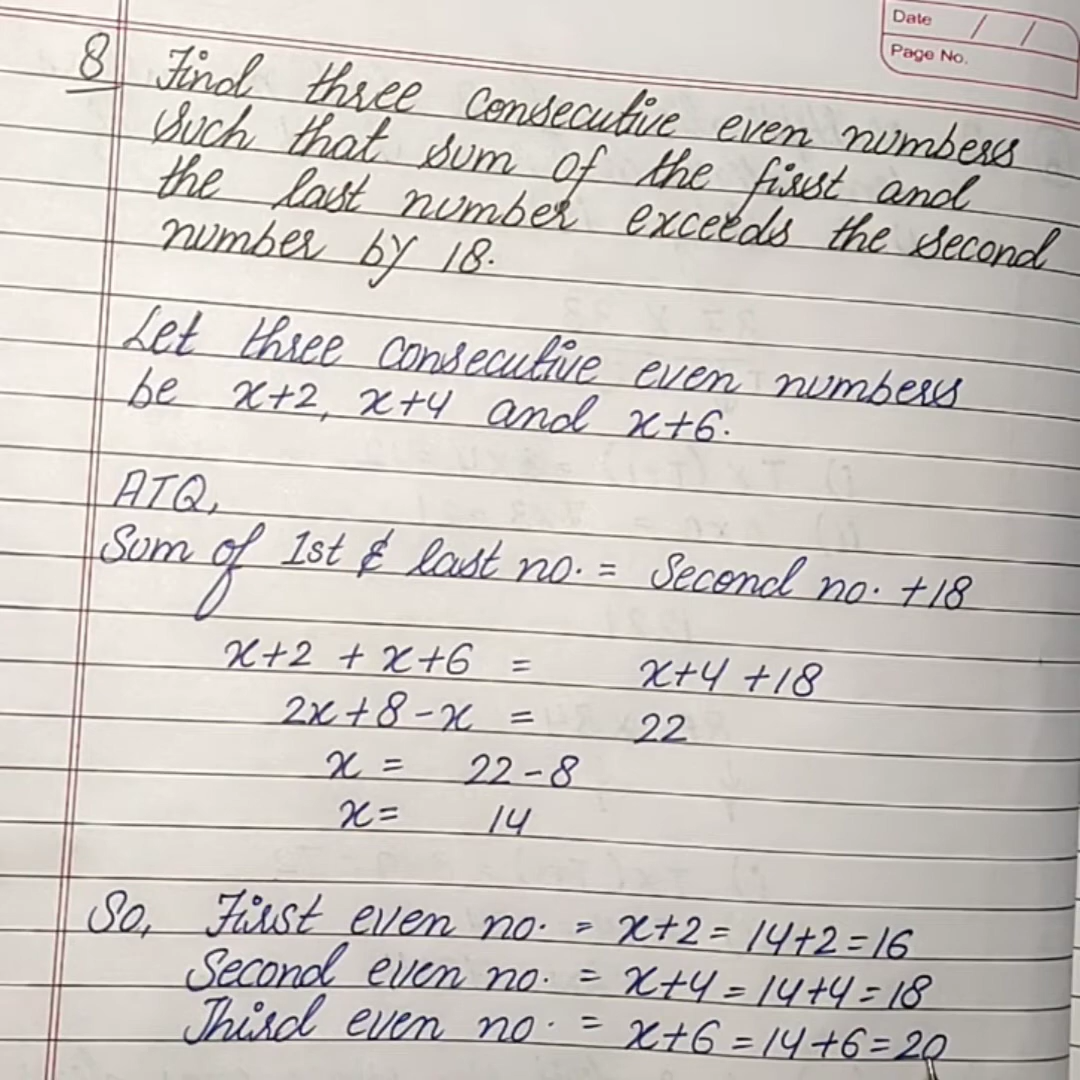 Date / /
Page No.
8 Find three consecutive even numbers
such that sum of the first and
the last number exceeds the second
number by 18.
Let three consecutive even numbers
be x+2, x+4 and x+6.
ATQ,
Sum of 1st & last no. = Second no. +18
x+2 + x+6 = x+4 +18
2x+8-x = 22
x = 22-8
x= 14
So, First even no. = x+2 = 14+2=16
Second even no. = x+4 = 14+4=18
Third even no. = x+6 = 14+6=20